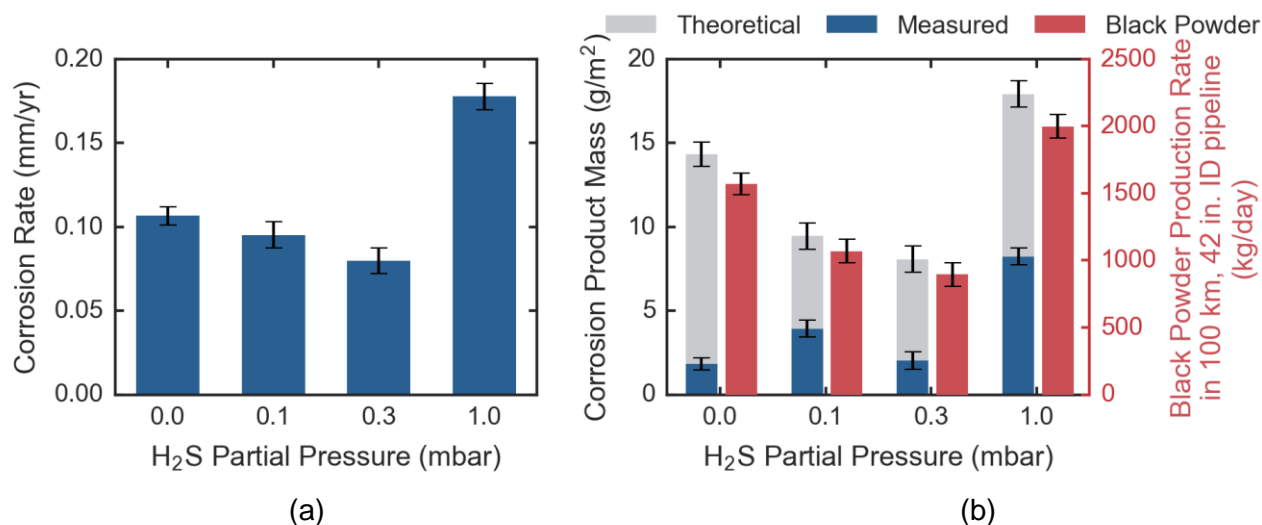 Theoretical Measured Black Powder
Corrosion Rate (mm/yr)
0.20
0.15
0.10
0.05
0.00
0.0 0.1 0.3 1.0
H₂S Partial Pressure (mbar)
(a)
Corrosion Product Mass (g/m²)
20
15
10
5
0
0.0 0.1 0.3 1.0
H₂S Partial Pressure (mbar)
2500
2000
1500
1000
500
0
Black Powder Production Rate
in 100 km, 42 in. ID pipeline
(kg/day)
(b)